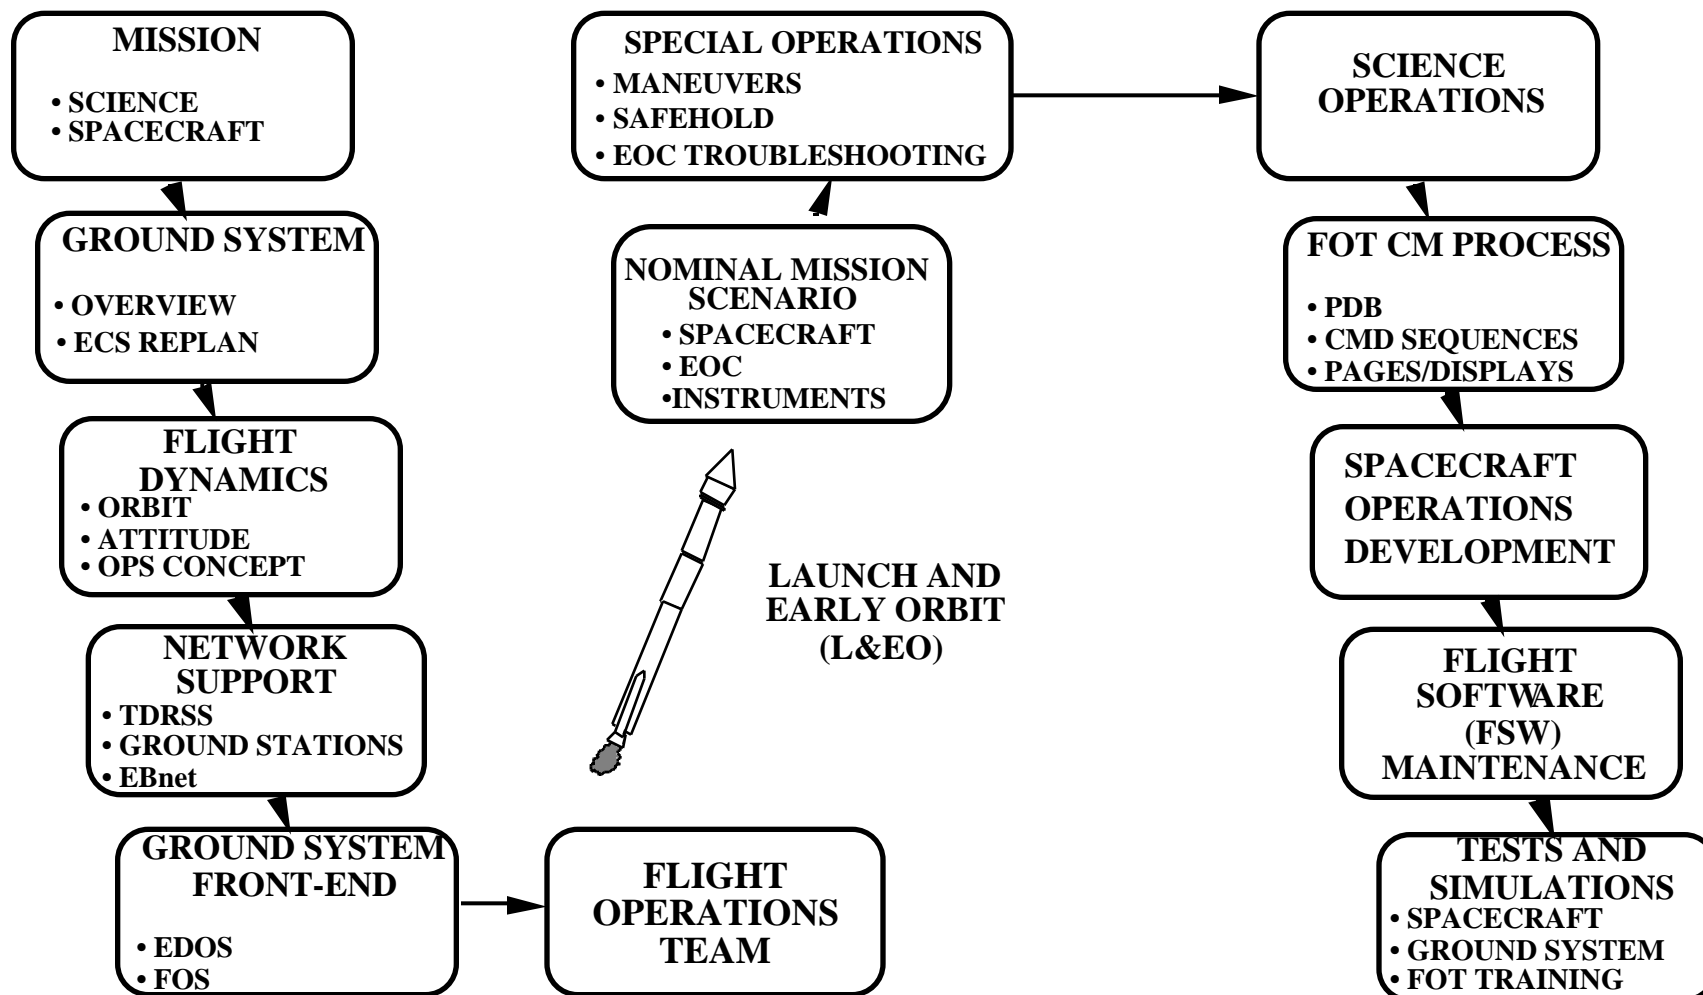 MISSION
• SCIENCE
• SPACECRAFT
GROUND SYSTEM
• OVERVIEW
• ECS REPLAN
FLIGHT
DYNAMICS
• ORBIT
• ATTITUDE
• OPS CONCEPT
NETWORK
SUPPORT
• TDRSS
• GROUND STATIONS
• EBnet
GROUND SYSTEM
FRONT-END
• EDOS
• FOS
FLIGHT
OPERATIONS
TEAM
LAUNCH AND
EARLY ORBIT
(L&EO)
NOMINAL MISSION
SCENARIO
• SPACECRAFT
• EOC
•INSTRUMENTS
SPECIAL OPERATIONS
• MANEUVERS
• SAFEHOLD
• EOC TROUBLESHOOTING
SCIENCE
OPERATIONS
FOT CM PROCESS
• PDB
• CMD SEQUENCES
• PAGES/DISPLAYS
SPACECRAFT
OPERATIONS
DEVELOPMENT
FLIGHT
SOFTWARE
(FSW)
MAINTENANCE
TESTS AND
SIMULATIONS
• SPACECRAFT
• GROUND SYSTEM
• FOT TRAINING